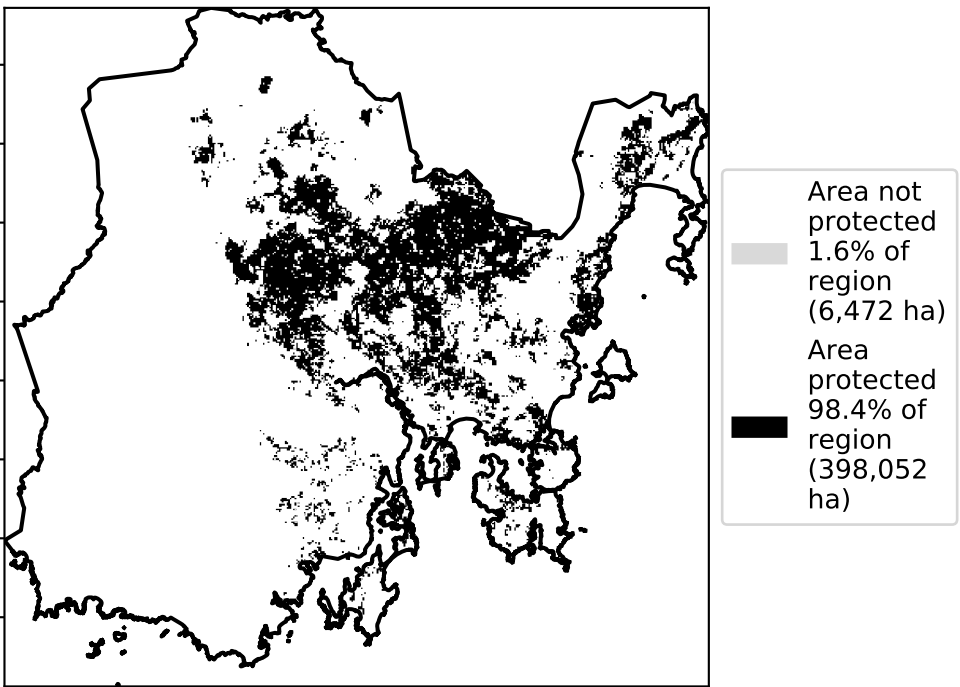 Area not
protected
1.6% of
region
(6,472 ha)
Area
protected
98.4% of
region
(398,052
ha)